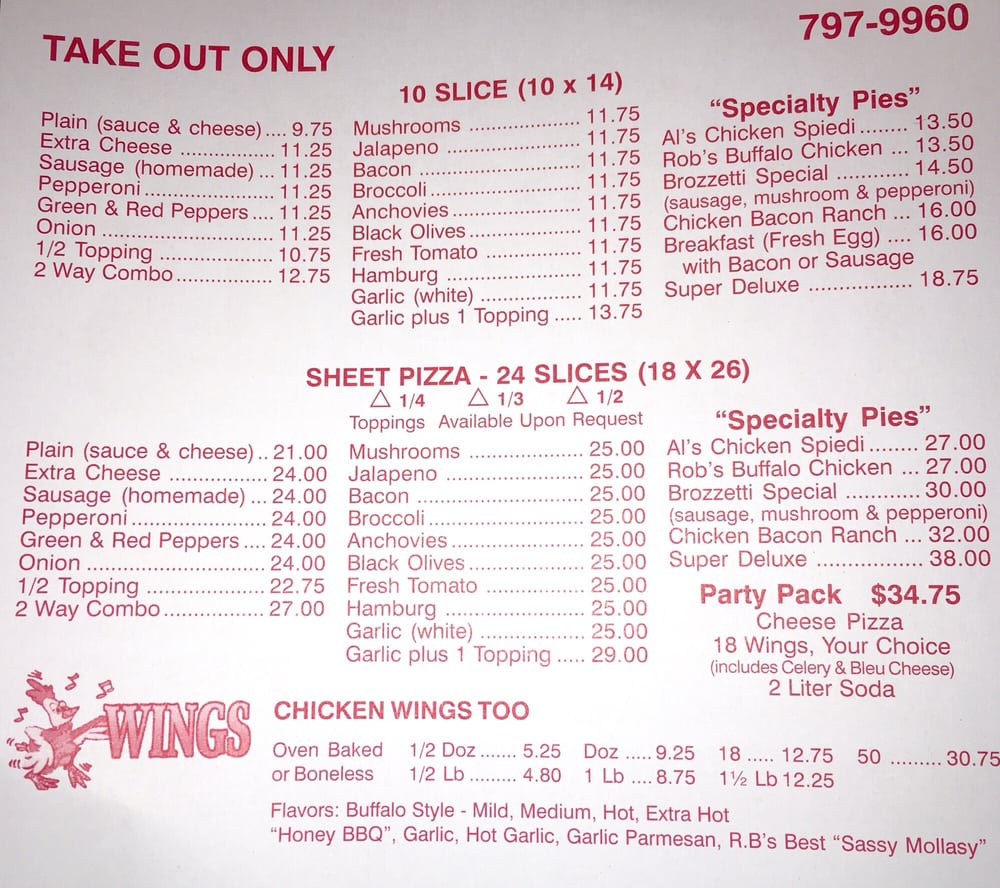 797-9960
TAKE OUT ONLY
10 SLICE (10 x 14)
Plain (sauce & cheese).... 9.75
Extra Cheese ................ 11.25
Sausage (homemade) ... 11.25
Pepperoni..................... 11.25
Green & Red Peppers.... 11.25
Onion ............................ 11.25
1/2 Topping .................... 10.75
2 Way Combo................ 12.75
Mushrooms ................... 11.75
Jalapeno ....................... 11.75
Bacon ............................ 11.75
Broccoli.......................... 11.75
Anchovies...................... 11.75
Black Olives................... 11.75
Fresh Tomato ................ 11.75
Hamburg ....................... 11.75
Garlic (white) ................. 11.75
Garlic plus 1 Topping ..... 13.75
“Specialty Pies”
Al's Chicken Spiedi........ 13.50
Rob's Buffalo Chicken ... 13.50
Brozzetti Special ............ 14.50
(sausage, mushroom & pepperoni)
Chicken Bacon Ranch ... 16.00
Breakfast (Fresh Egg) .... 16.00
with Bacon or Sausage
Super Deluxe ................. 18.75
SHEET PIZZA - 24 SLICES (18 X 26)
△ 1/4 △ 1/3 △ 1/2
Toppings Available Upon Request
Plain (sauce & cheese).. 21.00
Extra Cheese ................ 24.00
Sausage (homemade) ... 24.00
Pepperoni...................... 24.00
Green & Red Peppers.... 24.00
Onion ............................. 24.00
1/2 Topping .................... 22.75
2 Way Combo................. 27.00
Mushrooms ................... 25.00
Jalapeno ....................... 25.00
Bacon ............................ 25.00
Broccoli.......................... 25.00
Anchovies...................... 25.00
Black Olives................... 25.00
Fresh Tomato ................ 25.00
Hamburg ....................... 25.00
Garlic (white) ................. 25.00
Garlic plus 1 Topping ..... 29.00
“Specialty Pies”
Al's Chicken Spiedi........ 27.00
Rob's Buffalo Chicken ... 27.00
Brozzetti Special ............ 30.00
(sausage, mushroom & pepperoni)
Chicken Bacon Ranch ... 32.00
Super Deluxe ................. 38.00
Party Pack $34.75
Cheese Pizza
18 Wings, Your Choice
(includes Celery & Bleu Cheese)
2 Liter Soda
WINGS
CHICKEN WINGS TOO
Oven Baked 1/2 Doz ....... 5.25 Doz ..... 9.25 18 ..... 12.75 50 ......... 30.75
or Boneless 1/2 Lb ......... 4.80 1 Lb .... 8.75 1½ Lb 12.25
Flavors: Buffalo Style - Mild, Medium, Hot, Extra Hot
“Honey BBQ”, Garlic, Hot Garlic, Garlic Parmesan, R.B's Best “Sassy Mollasy”